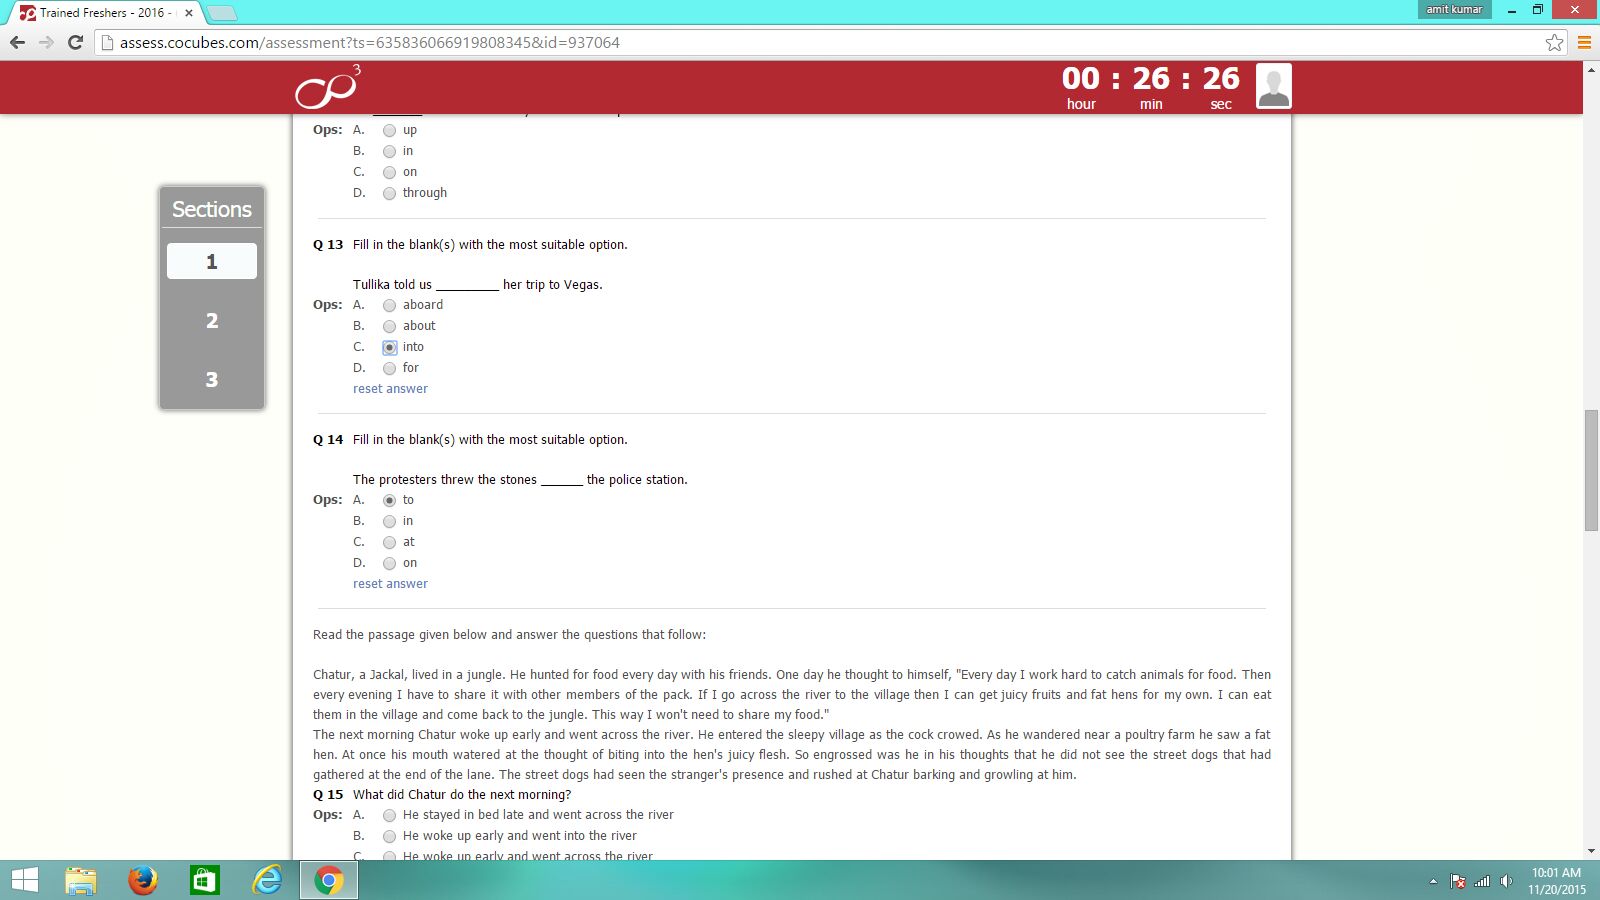 Trained Freshers - 2016 -
amit kumar
assess.cocubes.com/assessment?ts=635836066919808345&id=937064
3
00 : 26 : 26
hour min sec
Ops: A. up
B. in
C. on
D. through
Sections
1
2
3
Q 13 Fill in the blank(s) with the most suitable option.
Tullika told us _________ her trip to Vegas.
Ops: A. aboard
B. about
C. into
D. for
reset answer
Q 14 Fill in the blank(s) with the most suitable option.
The protesters threw the stones ______ the police station.
Ops: A. to
B. in
C. at
D. on
reset answer
Read the passage given below and answer the questions that follow:
Chatur, a Jackal, lived in a jungle. He hunted for food every day with his friends. One day he thought to himself, "Every day I work hard to catch animals for food. Then
every evening I have to share it with other members of the pack. If I go across the river to the village then I can get juicy fruits and fat hens for my own. I can eat
them in the village and come back to the jungle. This way I won't need to share my food."
The next morning Chatur woke up early and went across the river. He entered the sleepy village as the cock crowed. As he wandered near a poultry farm he saw a fat
hen. At once his mouth watered at the thought of biting into the hen's juicy flesh. So engrossed was he in his thoughts that he did not see the street dogs that had
gathered at the end of the lane. The street dogs had seen the stranger's presence and rushed at Chatur barking and growling at him.
Q 15 What did Chatur do the next morning?
Ops: A. He stayed in bed late and went across the river
B. He woke up early and went into the river
C. He woke up early and went across the river
10:01 AM
11/20/2015